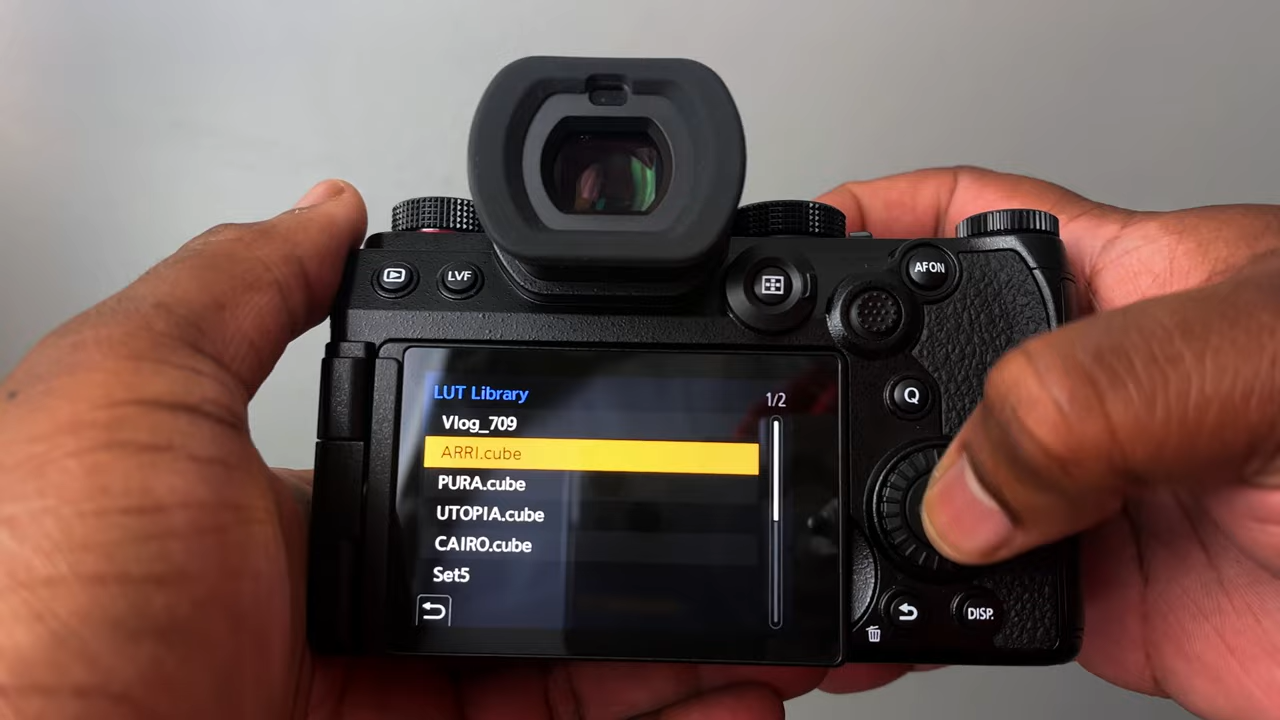 LVF
AFON
Q
LUT Library
1/2
Vlog_709
ARRI.cube
PURA.cube
UTOPIA.cube
CAIRO.cube
Set5
DISP.